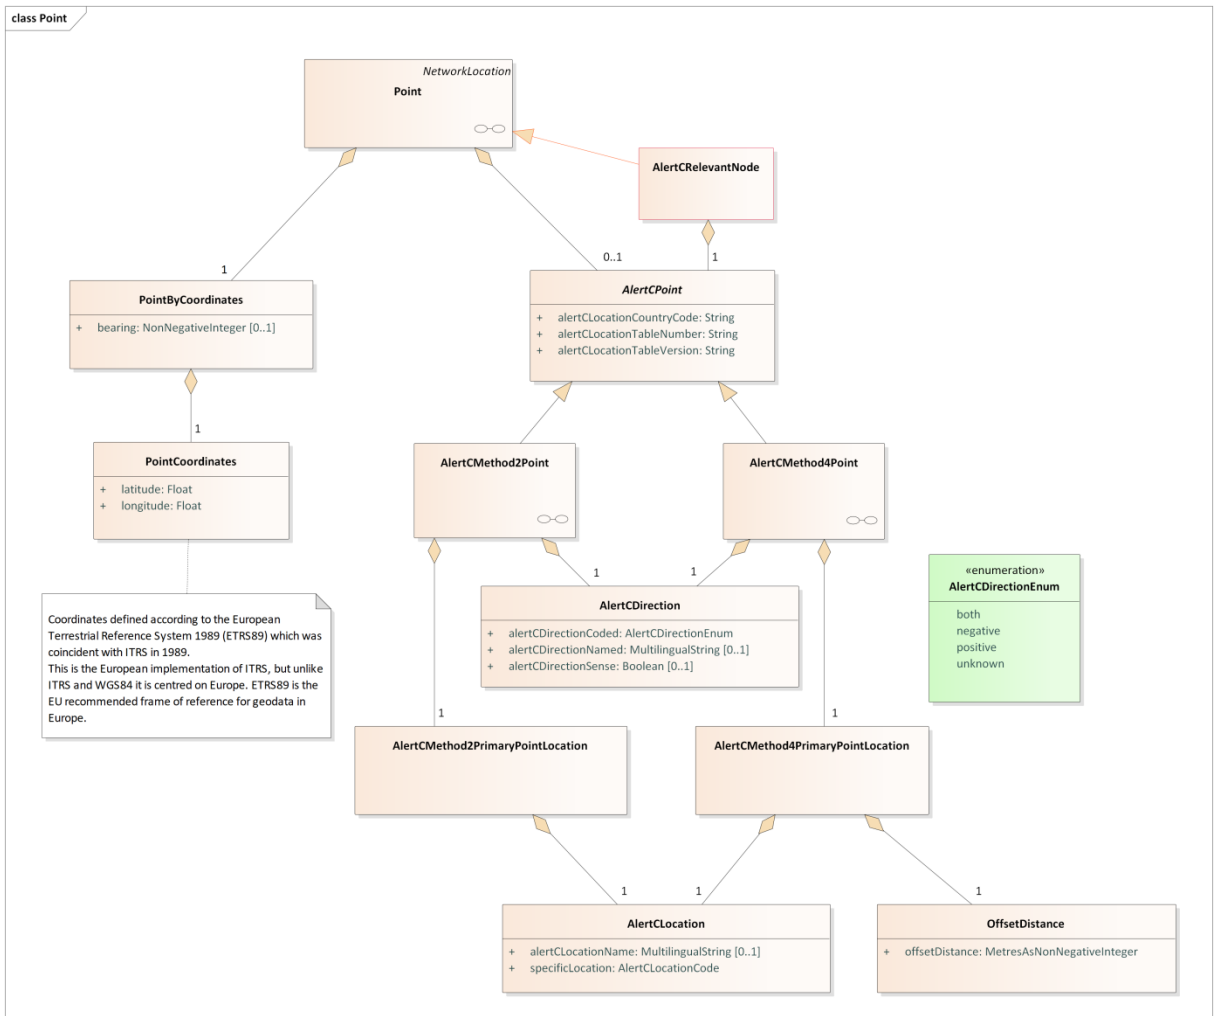 class Point
NetworkLocation
Point
AlertCRelevantNode
1
0..1
1
PointByCoordinates
+ bearing: NonNegativeInteger [0..1]
AlertCPoint
+ alertCLocationCountryCode: String
+ alertCLocationTableNumber: String
+ alertCLocationTableVersion: String
1
PointCoordinates
+ latitude: Float
+ longitude: Float
AlertCMethod2Point
AlertCMethod4Point
1
1
«enumeration»
AlertCDirectionEnum
both
negative
positive
unknown
AlertCDirection
+ alertCDirectionCoded: AlertCDirectionEnum
+ alertCDirectionNamed: MultilingualString [0..1]
+ alertCDirectionSense: Boolean [0..1]
Coordinates defined according to the European
Terrestrial Reference System 1989 (ETRS89) which was
coincident with ITRS in 1989.
This is the European implementation of ITRS, but unlike
ITRS and WGS84 it is centred on Europe. ETRS89 is the
EU recommended frame of reference for geodata in
Europe.
1
1
AlertCMethod2PrimaryPointLocation
AlertCMethod4PrimaryPointLocation
1
1
1
AlertCLocation
+ alertCLocationName: MultilingualString [0..1]
+ specificLocation: AlertCLocationCode
OffsetDistance
+ offsetDistance: MetresAsNonNegativeInteger